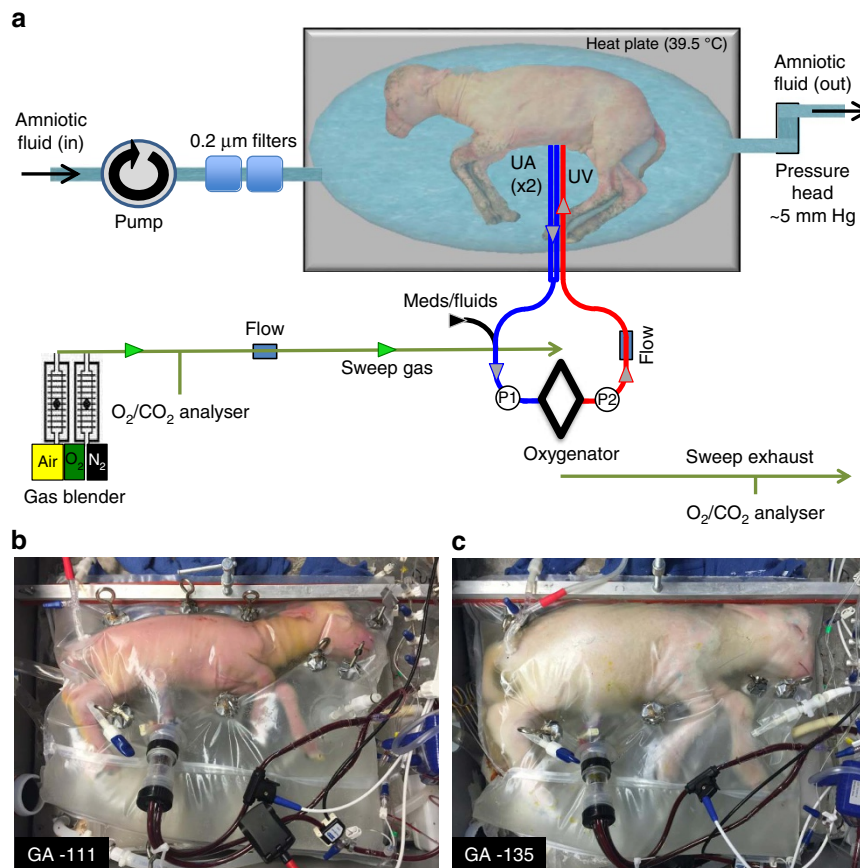 a
Heat plate (39.5 °C)
Amniotic
fluid (out)
Amniotic
fluid (in)
0.2 μm filters
Pump
UA
(x2)
UV
Pressure
head
~5 mm Hg
Meds/fluids
Flow
Sweep gas
Flow
O₂/CO₂ analyser
P1
P2
Air
O₂
N₂
Gas blender
Oxygenator
Sweep exhaust
O₂/CO₂ analyser
b
c
GA -111
GA -135